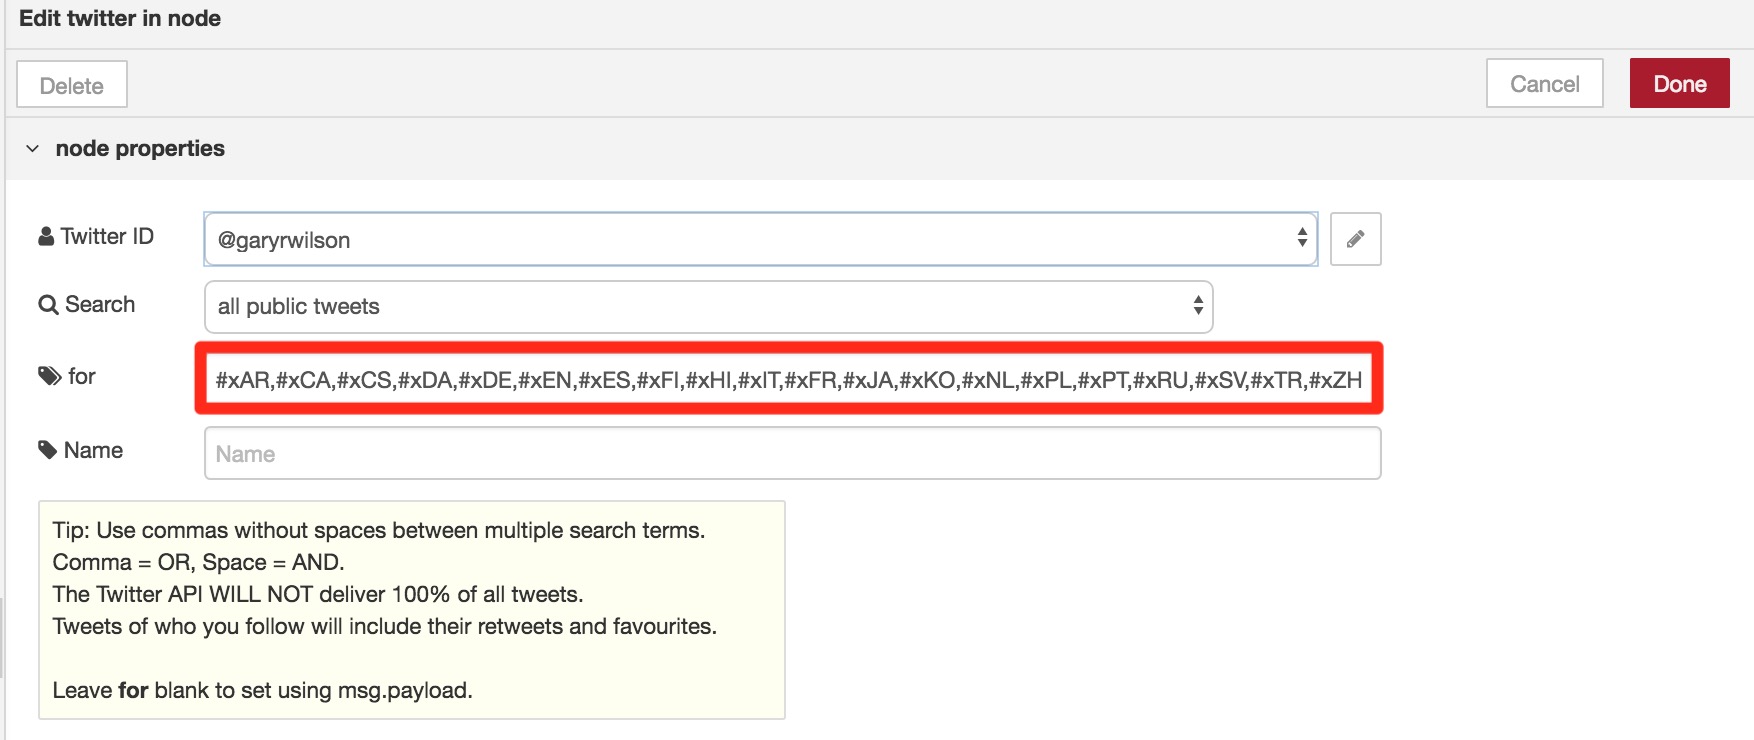 Edit twitter in node
Delete
Cancel
Done
node properties
Twitter ID
@garyrwilson
Search
all public tweets
for
#xAR,#xCA,#xCS,#xDA,#xDE,#xEN,#xES,#xFI,#xHI,#xIT,#xFR,#xJA,#xKO,#xNL,#xPL,#xPT,#xRU,#xSV,#xTR,#xZH
Name
Name
Tip: Use commas without spaces between multiple search terms.
Comma = OR, Space = AND.
The Twitter API WILL NOT deliver 100% of all tweets.
Tweets of who you follow will include their retweets and favourites.
Leave for blank to set using msg.payload.